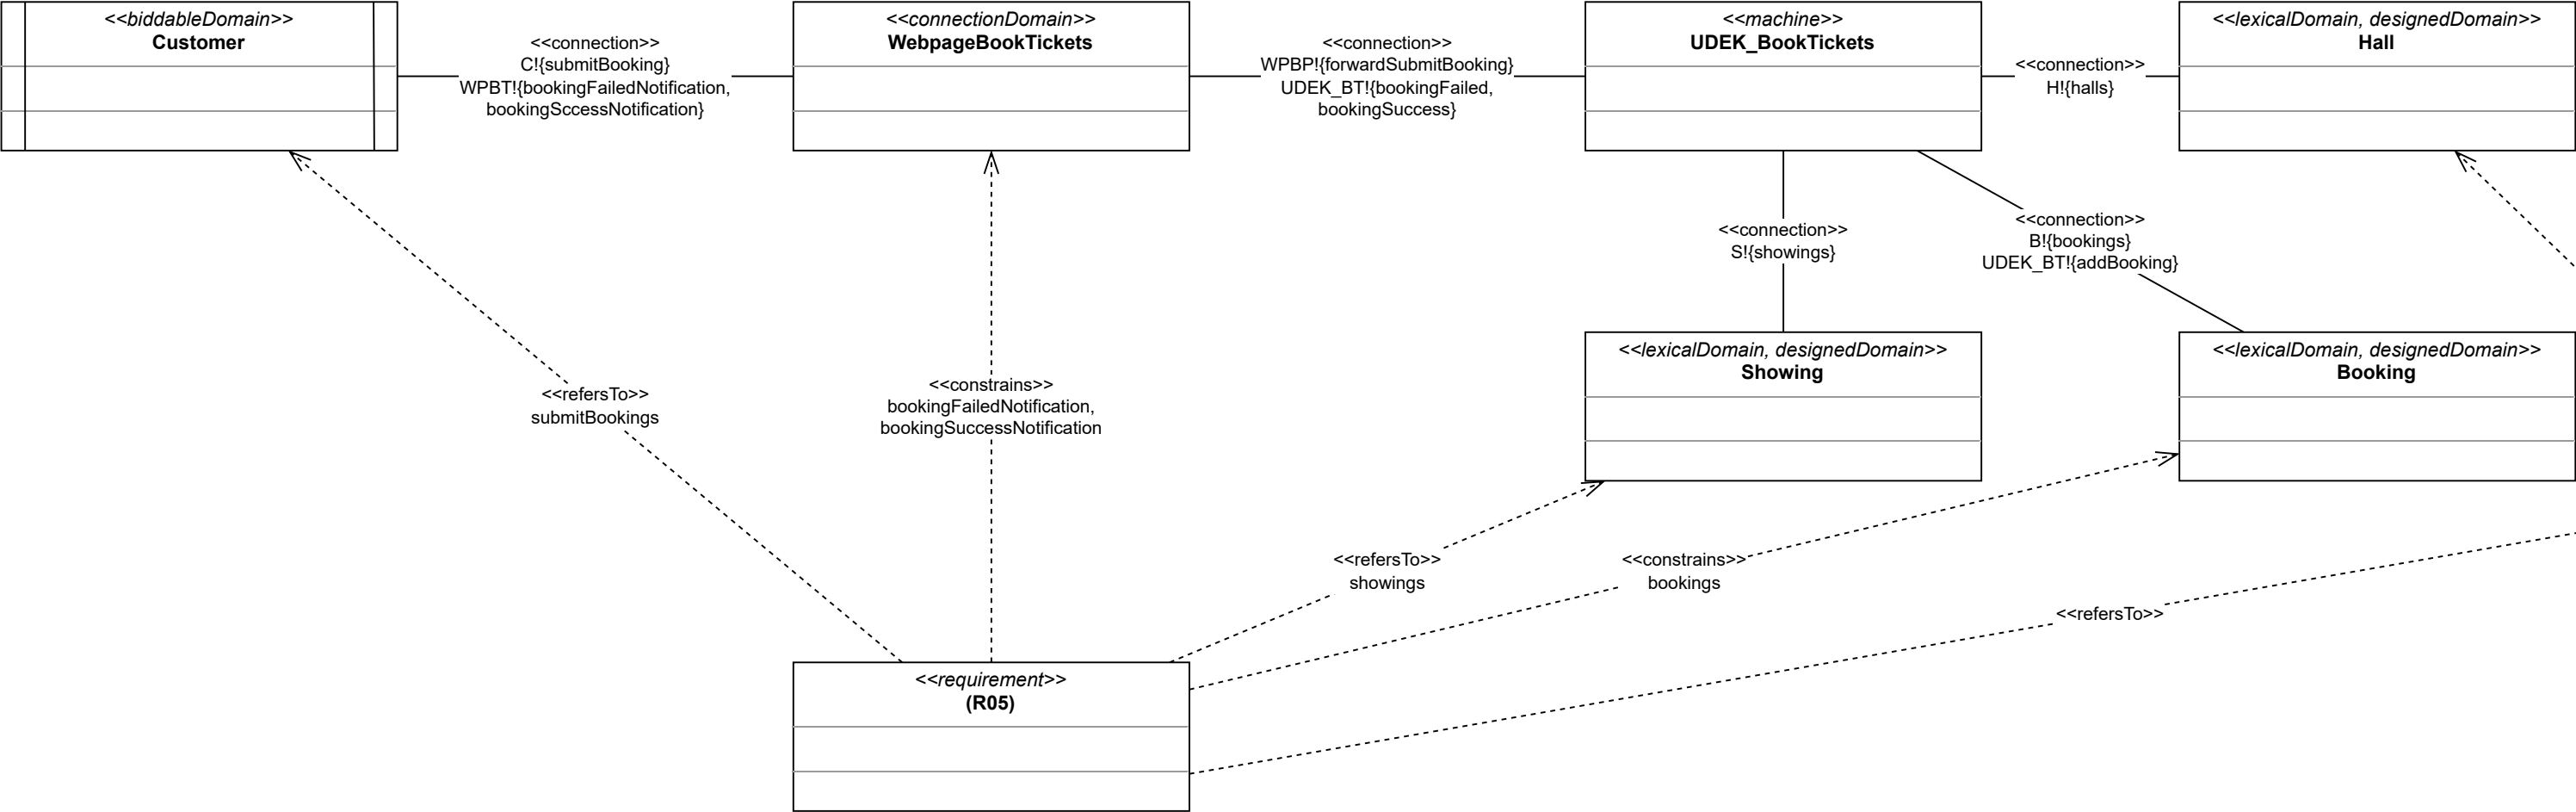 <<biddableDomain>>
Customer
<<connection>>
C!{submitBooking}
WPBT!{bookingFailedNotification,
bookingSccessNotification}
<<connectionDomain>>
WebpageBookTickets
<<connection>>
WPBP!{forwardSubmitBooking}
UDEK_BT!{bookingFailed,
bookingSuccess}
<<machine>>
UDEK_BookTickets
<<connection>>
H!{halls}
<<lexicalDomain, designedDomain>>
Hall
<<connection>>
S!{showings}
<<connection>>
B!{bookings}
UDEK_BT!{addBooking}
<<refersTo>>
submitBookings
<<constrains>>
bookingFailedNotification,
bookingSuccessNotification
<<lexicalDomain, designedDomain>>
Showing
<<lexicalDomain, designedDomain>>
Booking
<<refersTo>>
showings
<<constrains>>
bookings
<<refersTo>>
<<requirement>>
(R05)